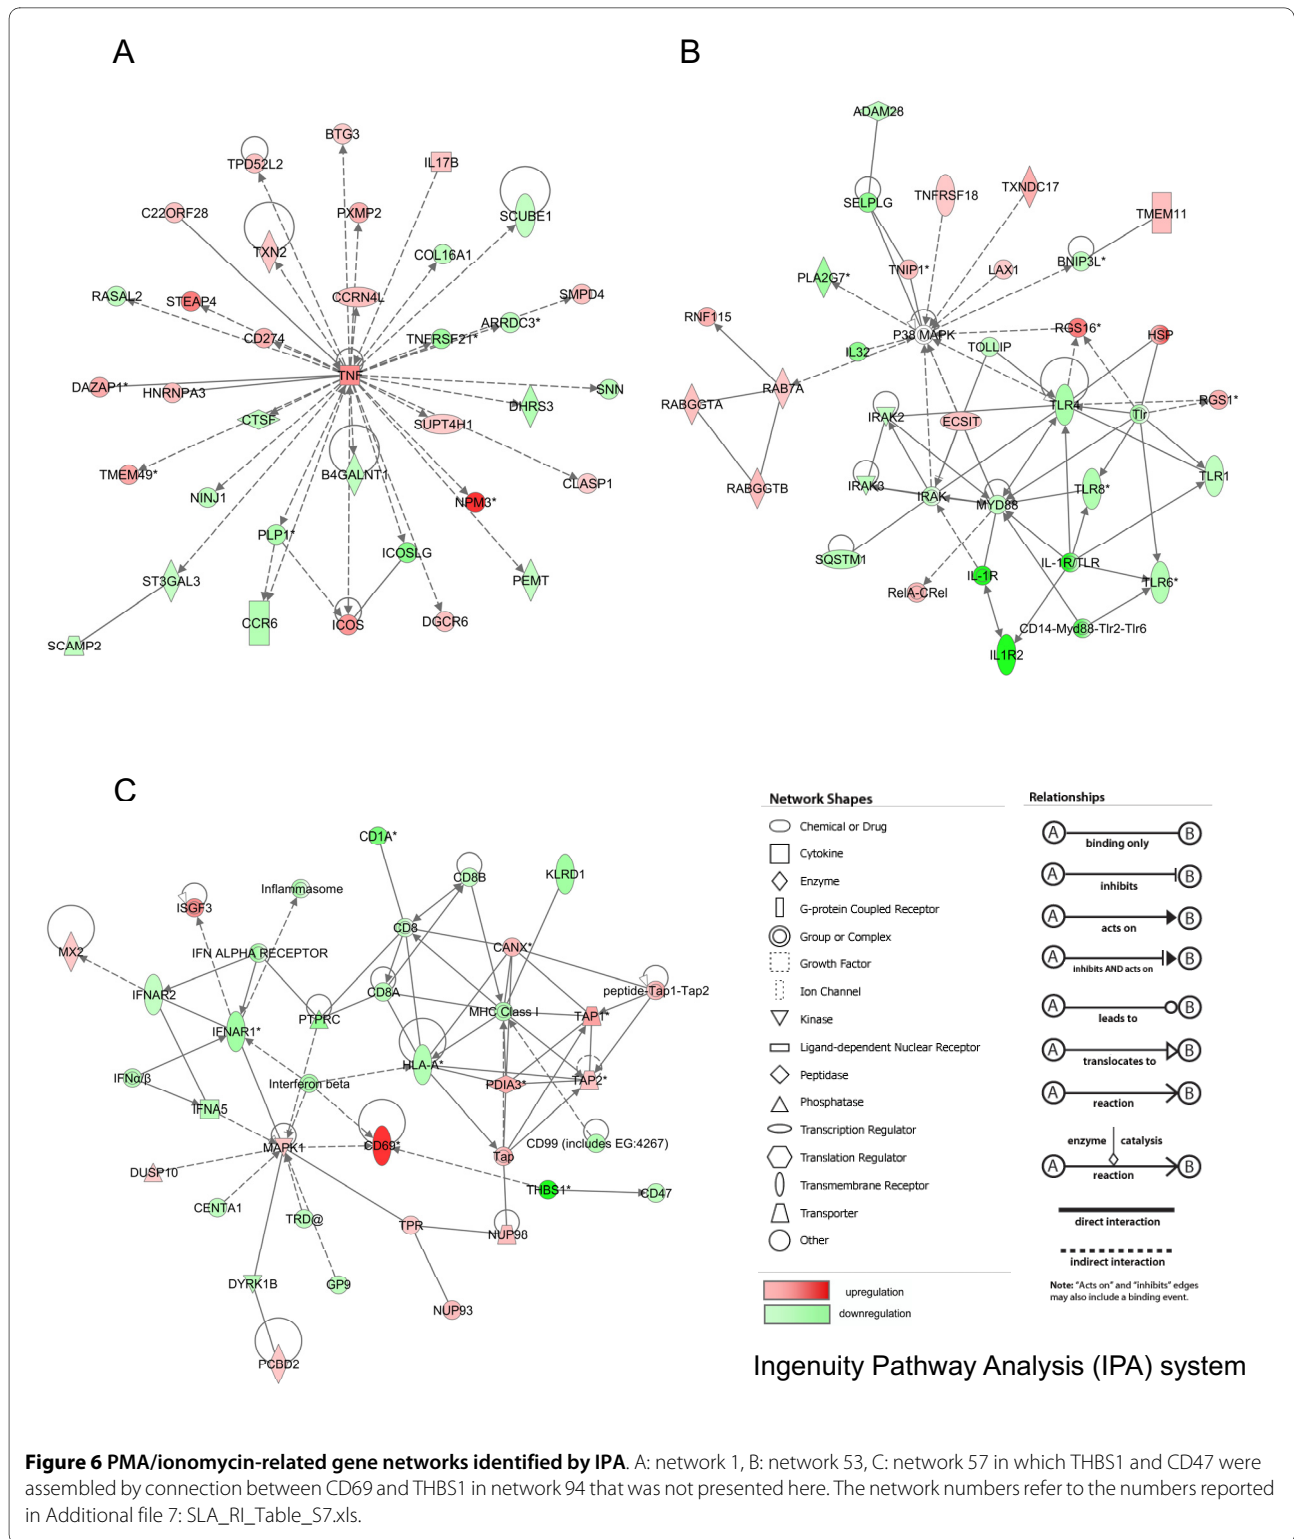 A
B
BTG3
TPD52L2
IL17B
C22ORF28
PXMP2
SCUBE1
TXN2
COL16A1
RASAL2
STEAP4
CCRN4L
SMPD4
CD274
TNFRSF21*
ARRDC3*
TNF
DAZAP1*
HNRNPA3
SNN
CTSF
DHRS3
SUPT4H1
TMEM49*
B4GALNT1
CLASP1
NINJ1
NPM3*
PLP1*
ICOSLG
ST3GAL3
PEMT
CCR6
ICOS
DGCR6
SCAMP2
ADAM28
SELPLG
TNFRSF18
TXNDC17
TMEM11
PLA2G7*
TNIP1*
LAX1
BNIP3L*
RNF115
P38 MAPK
RGS16*
HSP
IL32
TOLLIP
RAB7A
RABGGTA
IRAK2
ECSIT
TLR4
Tlr
RGS1*
RABGGTB
IRAK3
IRAK
MYD88
TLR8*
TLR1
SQSTM1
IL-1R
IL-1R/TLR
TLR6*
RelA-CRel
CD14-Myd88-Tlr2-Tlr6
IL1R2
C
CD1A*
Inflammasome
CD8B
KLRD1
ISGF3
CD8
MX2
IFN ALPHA RECEPTOR
CANX*
IFNAR2
CD8A
peptide-Tap1-Tap2
IFNAR1*
PTPRC
MHC Class I
TAP1*
IFNα/β
Interferon beta
HLA-A*
PDIA3*
TAP2*
IFNA5
MAPK1
CD69*
Tap
CD99 (includes EG:4267)
DUSP10
CENTA1
THBS1*
CD47
TRD@
TPR
NUP98
DYRK1B
GP9
NUP93
PCBD2
Network Shapes
Chemical or Drug
Cytokine
Enzyme
G-protein Coupled Receptor
Group or Complex
Growth Factor
Ion Channel
Kinase
Ligand-dependent Nuclear Receptor
Peptidase
Phosphatase
Transcription Regulator
Translation Regulator
Transmembrane Receptor
Transporter
Other
upregulation
downregulation
Relationships
A B
binding only
A B
inhibits
A B
acts on
A B
inhibits AND acts on
A B
leads to
A B
translocates to
A B
reaction
enzyme catalysis
A B
reaction
direct interaction
indirect interaction
Note: "Acts on" and "inhibits" edges
may also include a binding event.
Ingenuity Pathway Analysis (IPA) system
Figure 6 PMA/ionomycin-related gene networks identified by IPA. A: network 1, B: network 53, C: network 57 in which THBS1 and CD47 were
assembled by connection between CD69 and THBS1 in network 94 that was not presented here. The network numbers refer to the numbers reported
in Additional file 7: SLA_RI_Table_S7.xls.